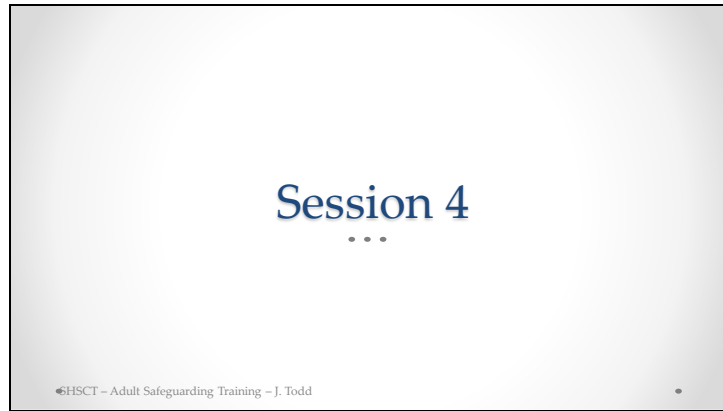 Session 4
SHSCT – Adult Safeguarding Training – J. Todd